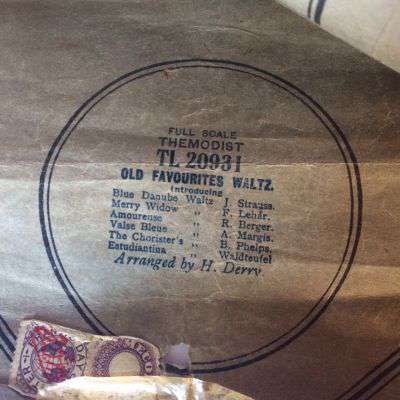 FULL SCALE
THEMODIST
TL 20931
OLD FAVOURITES WALTZ.
Introducing
Blue Danube Waltz J. Strauss.
Merry Widow " F. Lehár.
Amoureuse " R. Berger.
Valse Bleue " A. Margis.
The Chorister's " B. Phelps.
Estudiantina " Waldteufel
Arranged by H. Derry